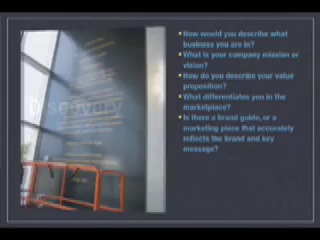 Discovery
How would you describe what
business you are in?
What is your company mission or
vision?
How do you describe your value
proposition?
What differentiates you in the
marketplace?
Is there a brand guide, or a
marketing piece that accurately
reflects the brand and key
message?